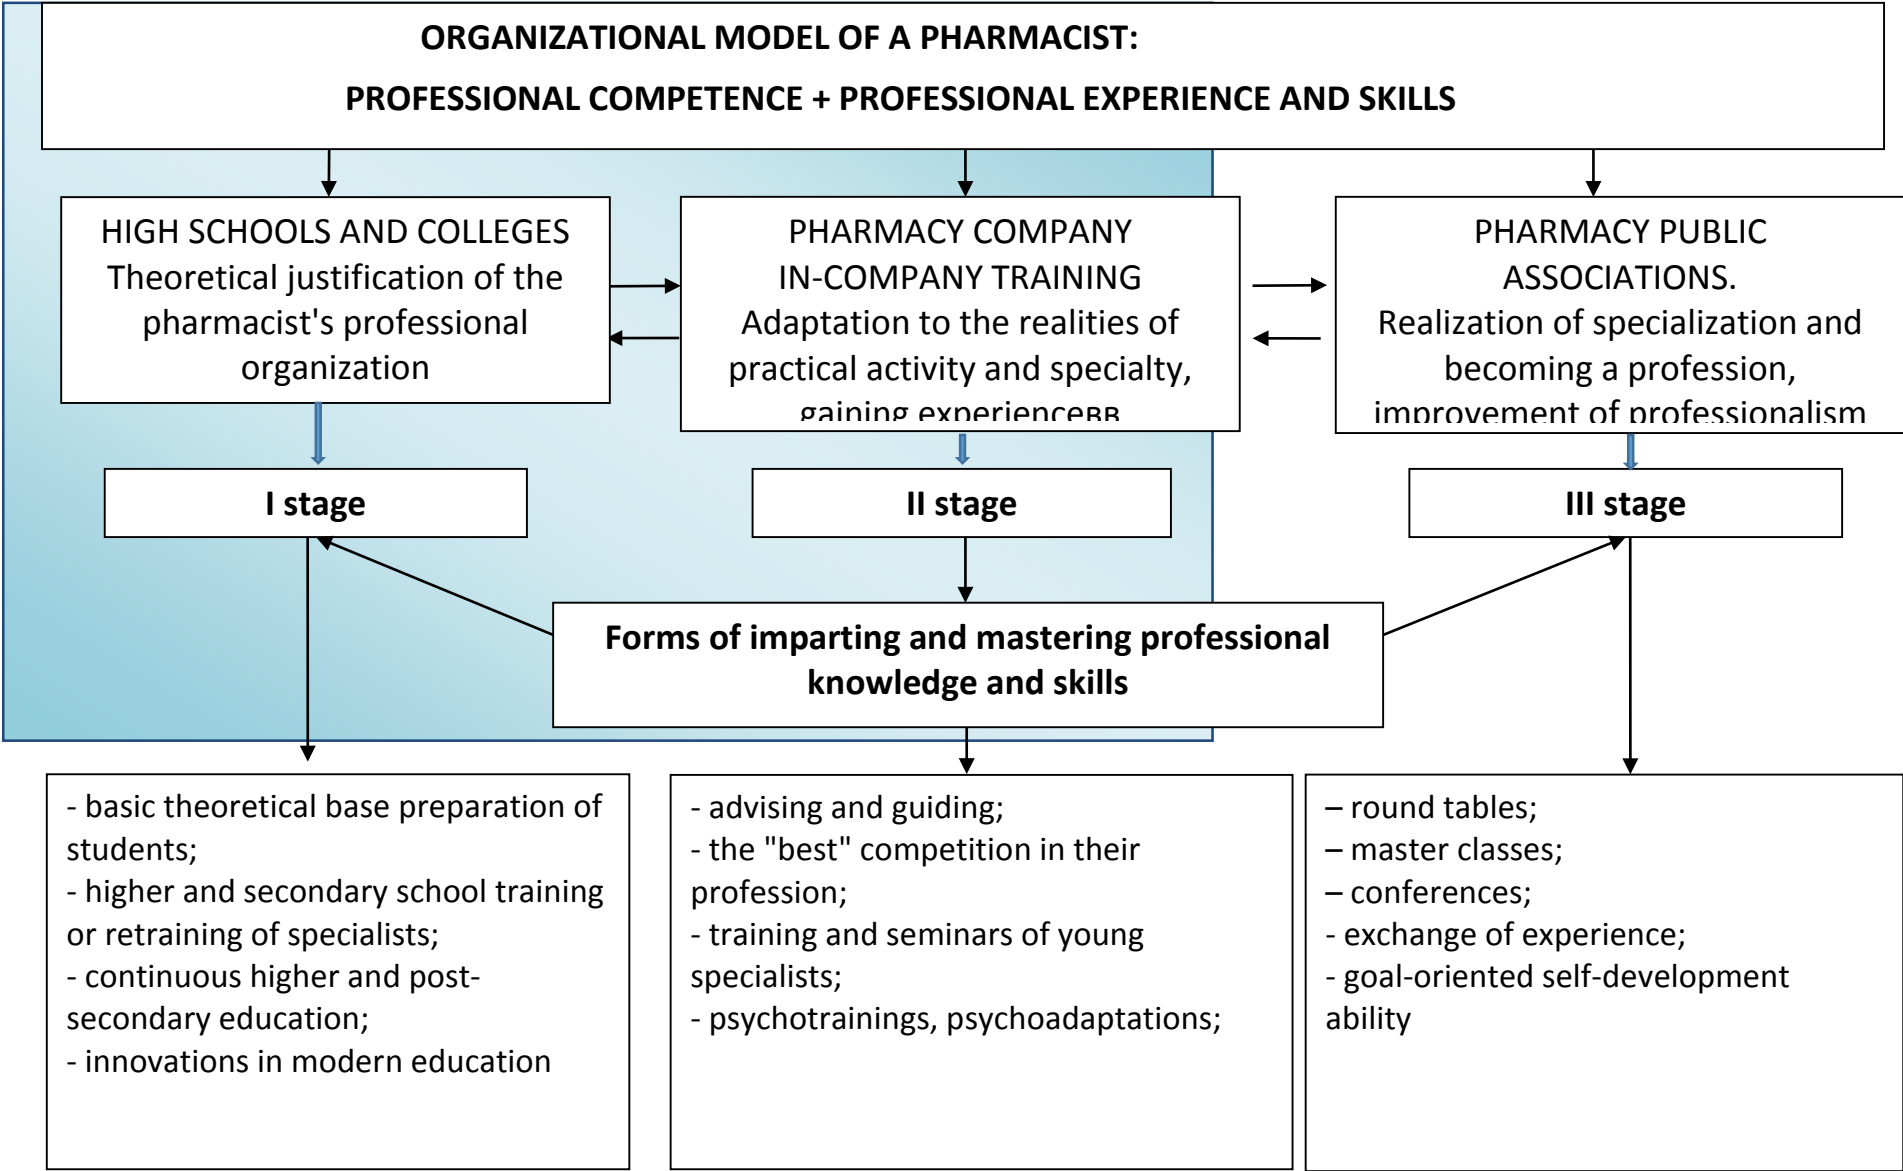 ORGANIZATIONAL MODEL OF A PHARMACIST:
PROFESSIONAL COMPETENCE + PROFESSIONAL EXPERIENCE AND SKILLS
HIGH SCHOOLS AND COLLEGES
Theoretical justification of the
pharmacist's professional
organization
PHARMACY COMPANY
IN-COMPANY TRAINING
Adaptation to the realities of
practical activity and specialty,
gaining experienceвв
PHARMACY PUBLIC
ASSOCIATIONS.
Realization of specialization and
becoming a profession,
improvement of professionalism
I stage
II stage
III stage
Forms of imparting and mastering professional
knowledge and skills
- basic theoretical base preparation of
students;
- higher and secondary school training
or retraining of specialists;
- continuous higher and post-
secondary education;
- innovations in modern education
- advising and guiding;
- the "best" competition in their
profession;
- training and seminars of young
specialists;
- psychotrainings, psychoadaptations;
– round tables;
– master classes;
– conferences;
- exchange of experience;
- goal-oriented self-development
ability